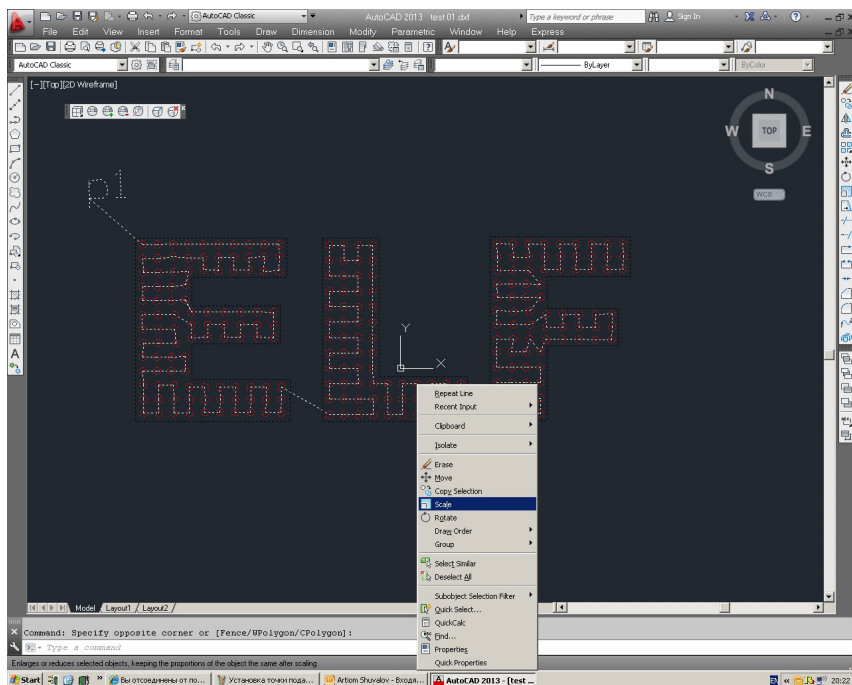 AutoCAD Classic
AutoCAD 2013 test 01.dxf
Type a keyword or phrase
Sign In
File Edit View Insert Format Tools Draw Dimension Modify Parametric Window Help Express
AutoCAD Classic
ByLayer
ByColor
[-][Top][2D Wireframe]
N
W TOP E
S
WCS
p1
Y
X
Repeat Line
Recent Input
Clipboard
Isolate
Erase
Move
Copy Selection
Scale
Rotate
Draw Order
Group
Select Similar
Deselect All
Subobject Selection Filter
Quick Select...
QuickCalc
Find...
Properties
Quick Properties
Model Layout1 Layout2
Command: Specify opposite corner or [Fence/WPolygon/CPolygon]:
Type a command
Enlarges or reduces selected objects, keeping the proportions of the object the same after scaling
Start
Вы отсоединены от по...
Установка точки пода...
Artiom Shuvalov - Входя...
AutoCAD 2013 - [test ...
EN
20:22